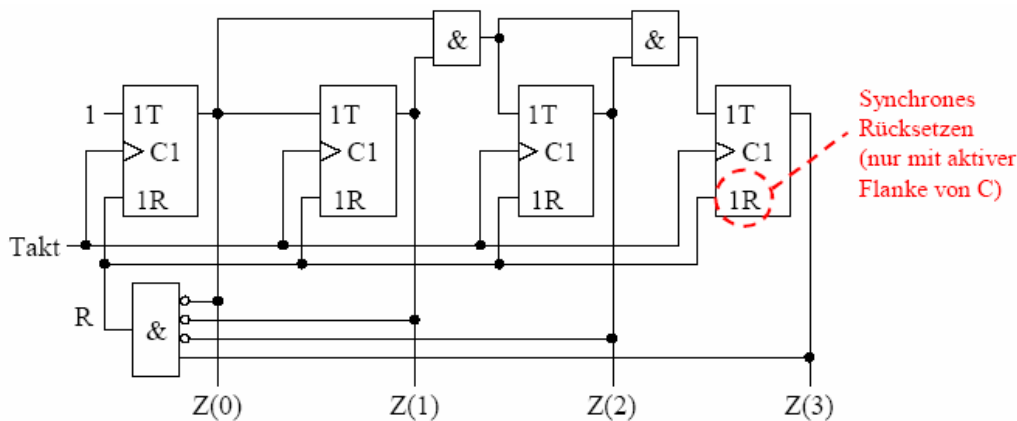 & &
1 1T 1T 1T 1T
C1 C1 C1 C1
1R 1R 1R 1R
Synchrones
Rücksetzen
(nur mit aktiver
Flanke von C)
Takt
R &
Z(0) Z(1) Z(2) Z(3)